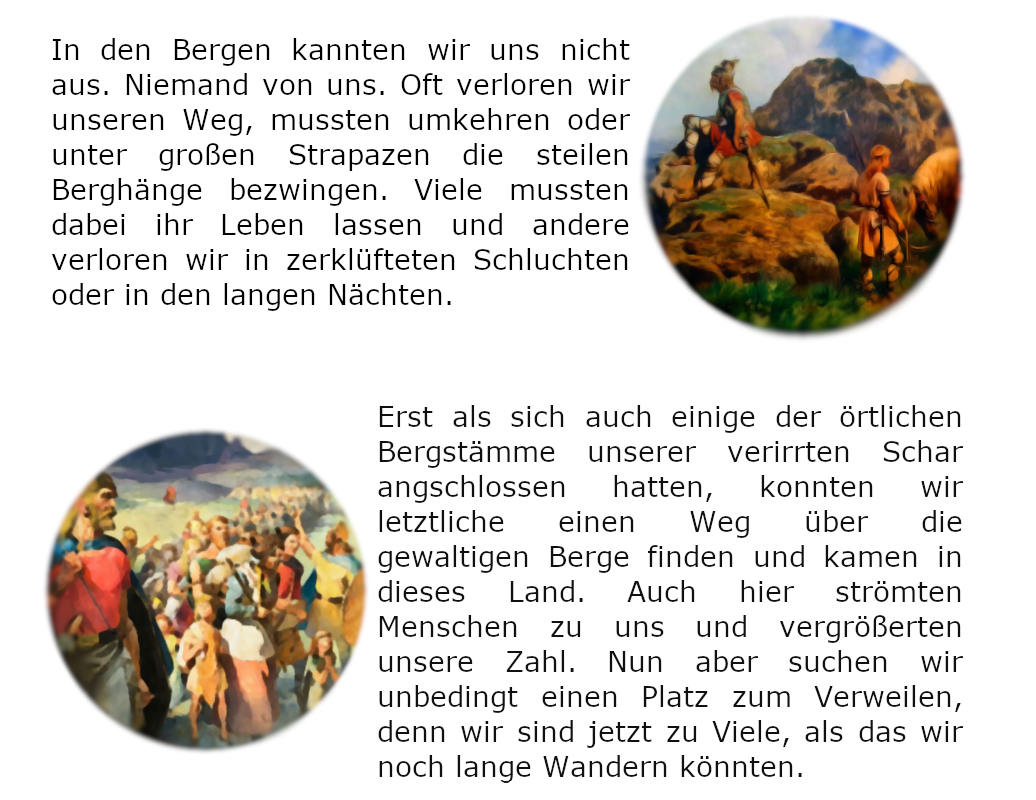 In den Bergen kannten wir uns nicht
aus. Niemand von uns. Oft verloren wir
unseren Weg, mussten umkehren oder
unter großen Strapazen die steilen
Berghänge bezwingen. Viele mussten
dabei ihr Leben lassen und andere
verloren wir in zerklüfteten Schluchten
oder in den langen Nächten.
Erst als sich auch einige der örtlichen
Bergstämme unserer verirrten Schar
angschlossen hatten, konnten wir
letztliche einen Weg über die
gewaltigen Berge finden und kamen in
dieses Land. Auch hier strömten
Menschen zu uns und vergrößerten
unsere Zahl. Nun aber suchen wir
unbedingt einen Platz zum Verweilen,
denn wir sind jetzt zu Viele, als das wir
noch lange Wandern könnten.